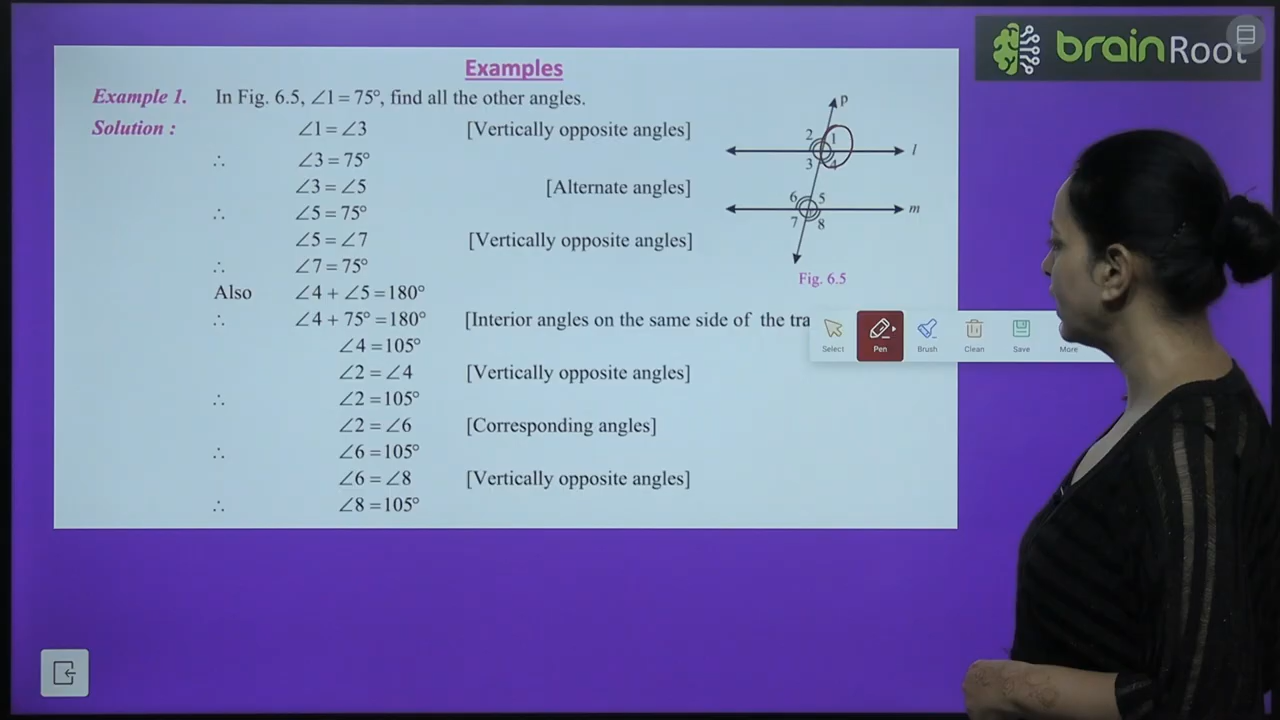 brainRoot
Examples
Example 1. In Fig. 6.5, ∠1 = 75°, find all the other angles.
Solution : ∠1 = ∠3 [Vertically opposite angles]
∴ ∠3 = 75°
∠3 = ∠5 [Alternate angles]
∴ ∠5 = 75°
∠5 = ∠7 [Vertically opposite angles]
∴ ∠7 = 75°
Also ∠4 + ∠5 = 180°
∴ ∠4 + 75° = 180° [Interior angles on the same side of the tra
∠4 = 105°
∠2 = ∠4 [Vertically opposite angles]
∴ ∠2 = 105°
∠2 = ∠6 [Corresponding angles]
∴ ∠6 = 105°
∠6 = ∠8 [Vertically opposite angles]
∴ ∠8 = 105°
p
2 1
l
3 4
6 5
m
7 8
Fig. 6.5
Select Pen Brush Clean Save More